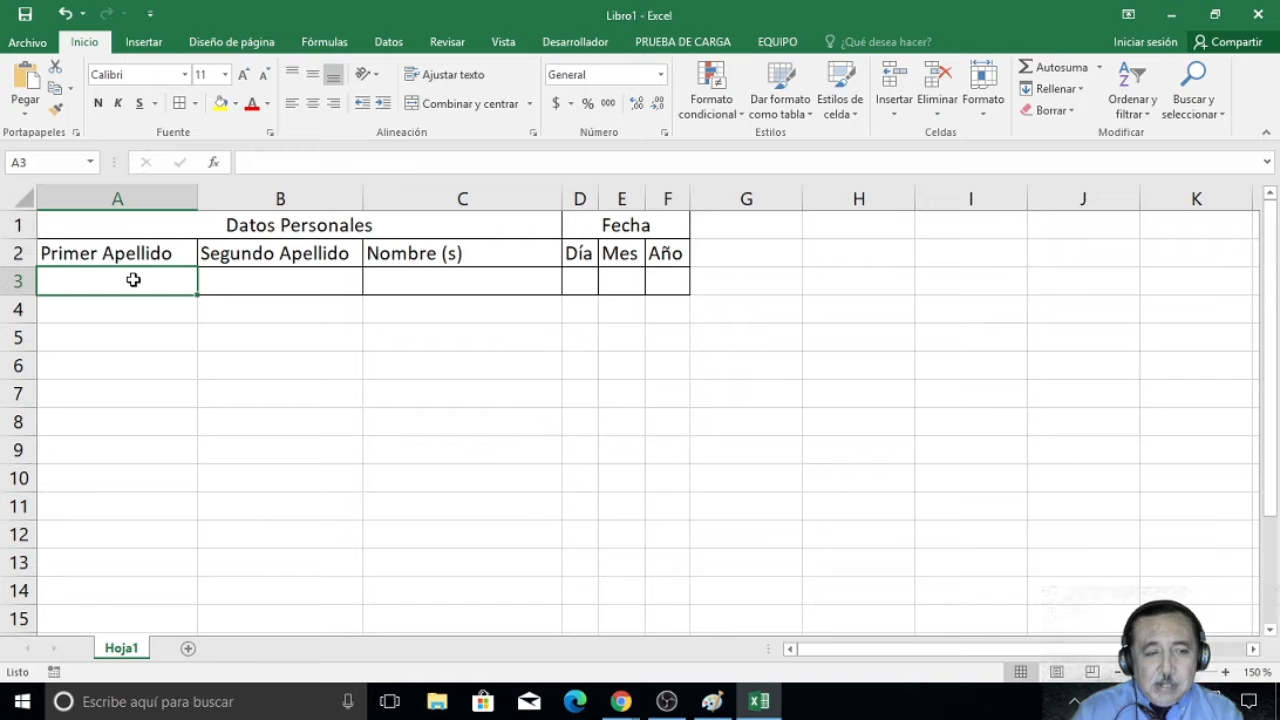 Libro1 - Excel
Archivo Inicio Insertar Diseño de página Fórmulas Datos Revisar Vista Desarrollador PRUEBA DE CARGA EQUIPO ¿Qué desea hacer? Iniciar sesión Compartir
Pegar
Portapapeles
Calibri 11
N K S
Fuente
Ajustar texto
Combinar y centrar
Alineación
General
$ % 000
Número
Formato condicional
Dar formato como tabla
Estilos de celda
Estilos
Insertar Eliminar Formato
Celdas
Autosuma
Rellenar
Borrar
Ordenar y filtrar
Buscar y seleccionar
Modificar
A3 fx
A B C D E F G H I J K
1 Datos Personales Fecha
2 Primer Apellido Segundo Apellido Nombre (s) Día Mes Año
3
4
5
6
7
8
9
10
11
12
13
14
15
Hoja1
Listo 150 %
Escribe aquí para buscar